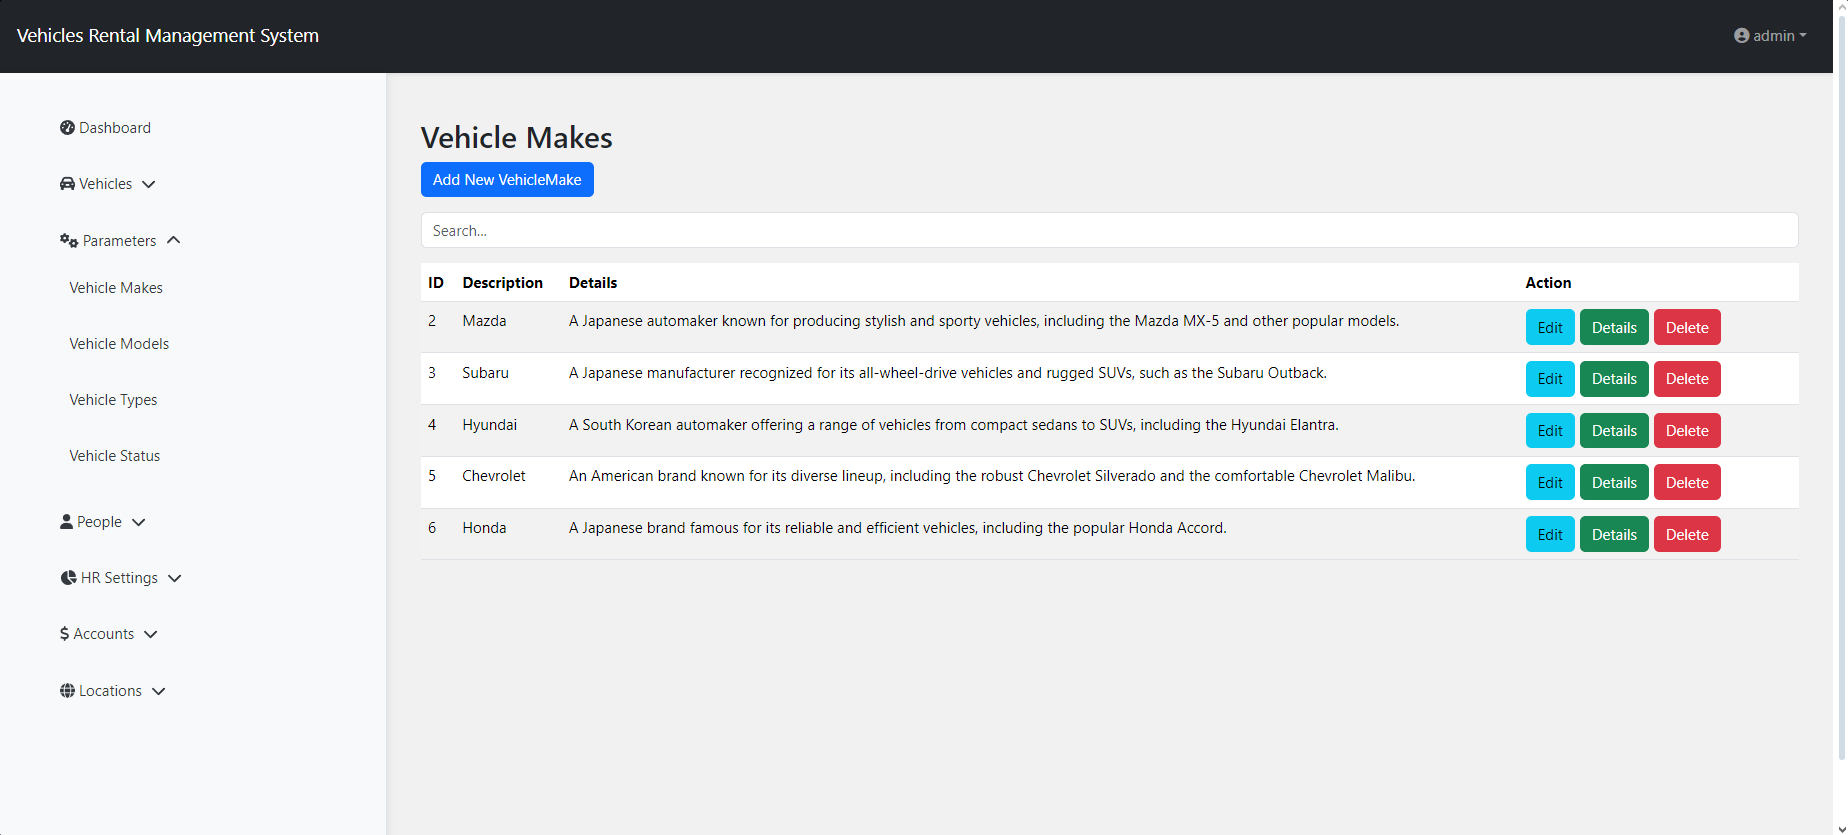 Vehicles Rental Management System
admin
Dashboard
Vehicles
Parameters
Vehicle Makes
Vehicle Models
Vehicle Types
Vehicle Status
People
HR Settings
$ Accounts
Locations
Vehicle Makes
Add New VehicleMake
Search...
ID Description Details Action
2 Mazda A Japanese automaker known for producing stylish and sporty vehicles, including the Mazda MX-5 and other popular models. Edit Details Delete
3 Subaru A Japanese manufacturer recognized for its all-wheel-drive vehicles and rugged SUVs, such as the Subaru Outback. Edit Details Delete
4 Hyundai A South Korean automaker offering a range of vehicles from compact sedans to SUVs, including the Hyundai Elantra. Edit Details Delete
5 Chevrolet An American brand known for its diverse lineup, including the robust Chevrolet Silverado and the comfortable Chevrolet Malibu. Edit Details Delete
6 Honda A Japanese brand famous for its reliable and efficient vehicles, including the popular Honda Accord. Edit Details Delete